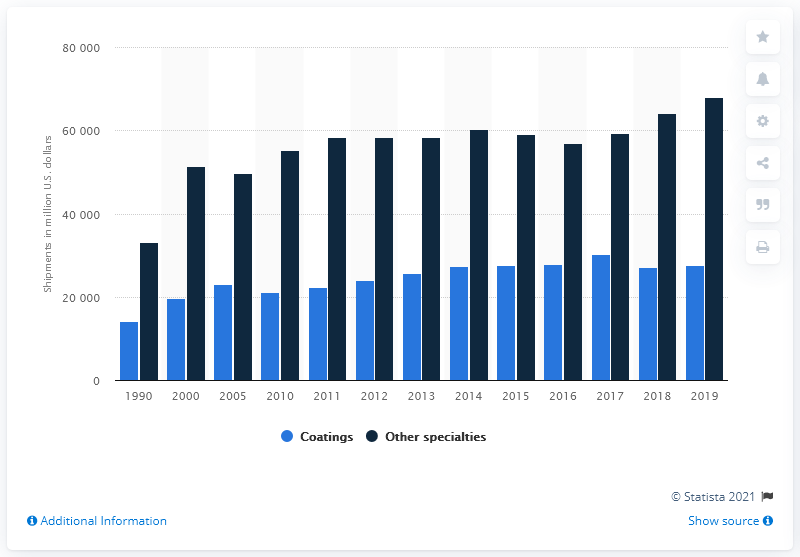 80 000
60 000
40 000
20 000
0
Shipments in million U.S. dollars
1990 2000 2005 2010 2011 2012 2013 2014 2015 2016 2017 2018 2019
Coatings Other specialties
© Statista 2021
Additional Information Show source